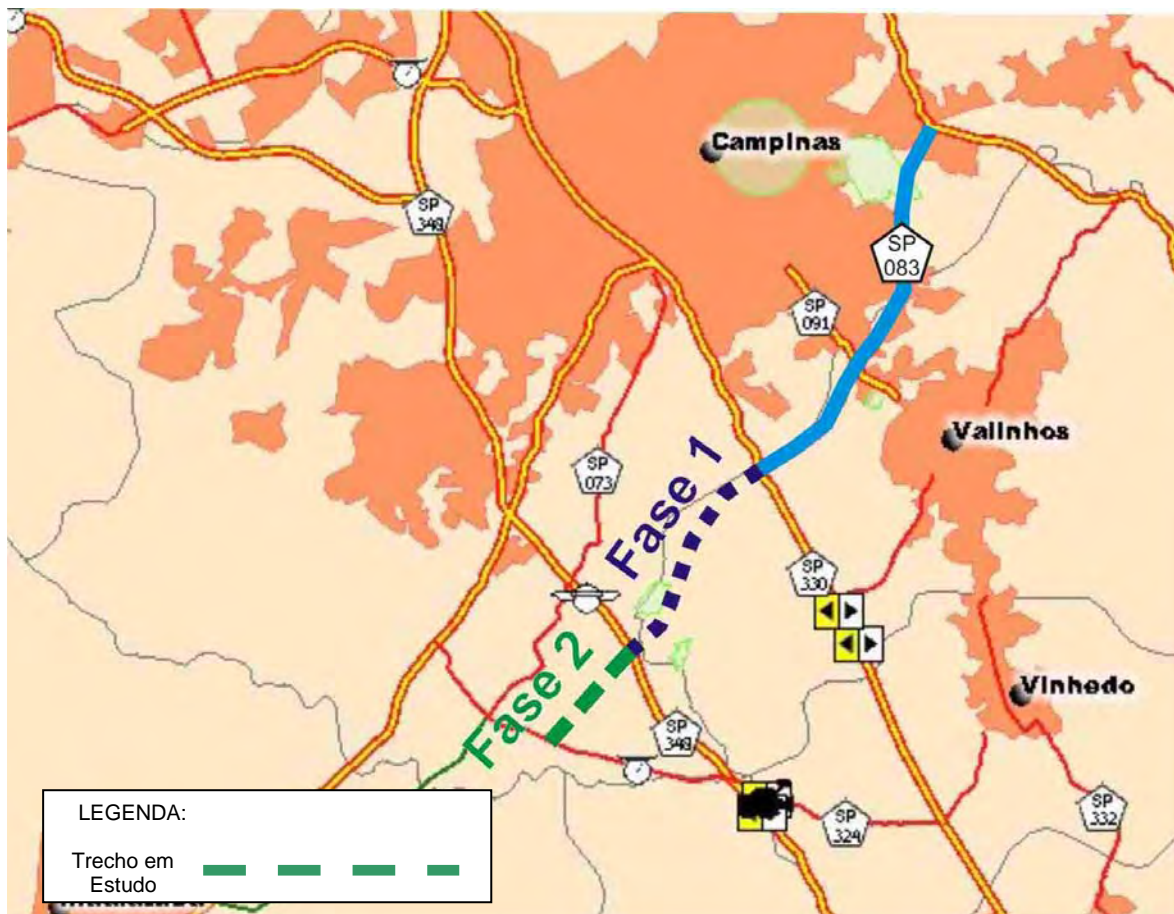 Campinas
SP
348
SP
083
SP
091
Valinhos
Fase 1
SP
073
SP
330
Fase 2
Vinhedo
SP
348
SP
324
SP
332
LEGENDA:
Trecho em
Estudo